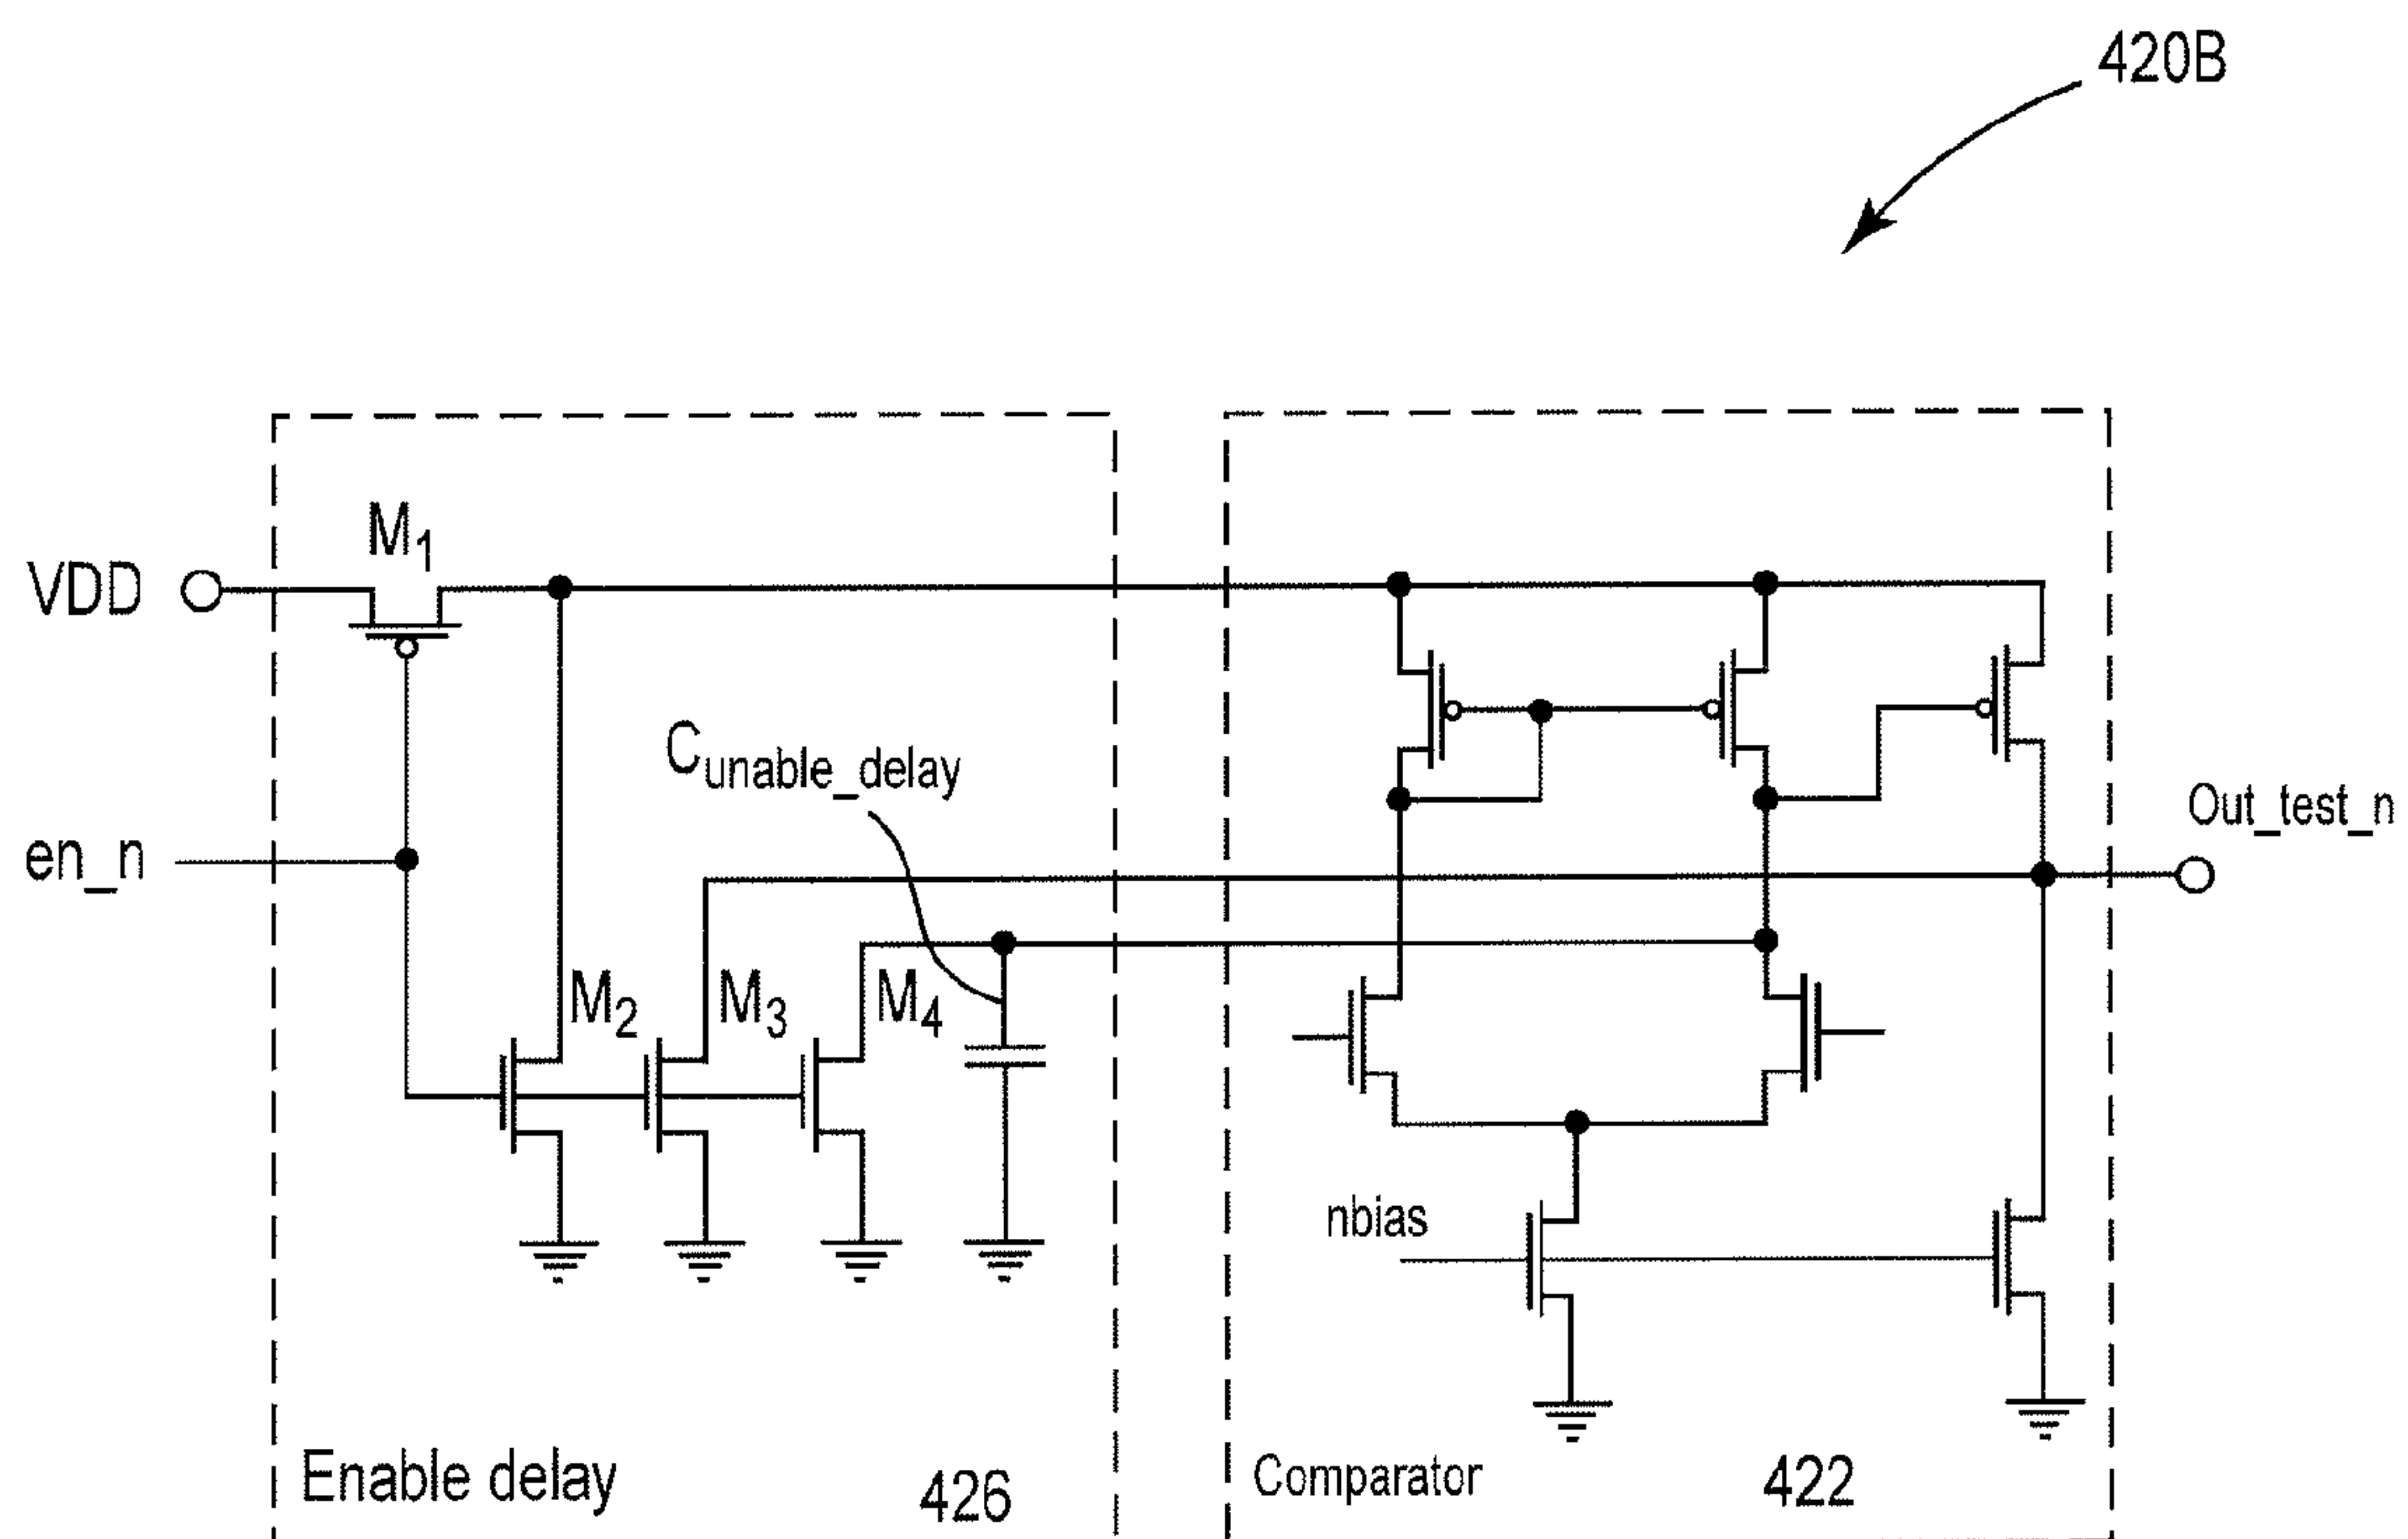 420B
M1
VDD
Cunable_delay
Out_test_n
en_n
M2
M3
M4
nbias
Enable delay
426
Comparator
422